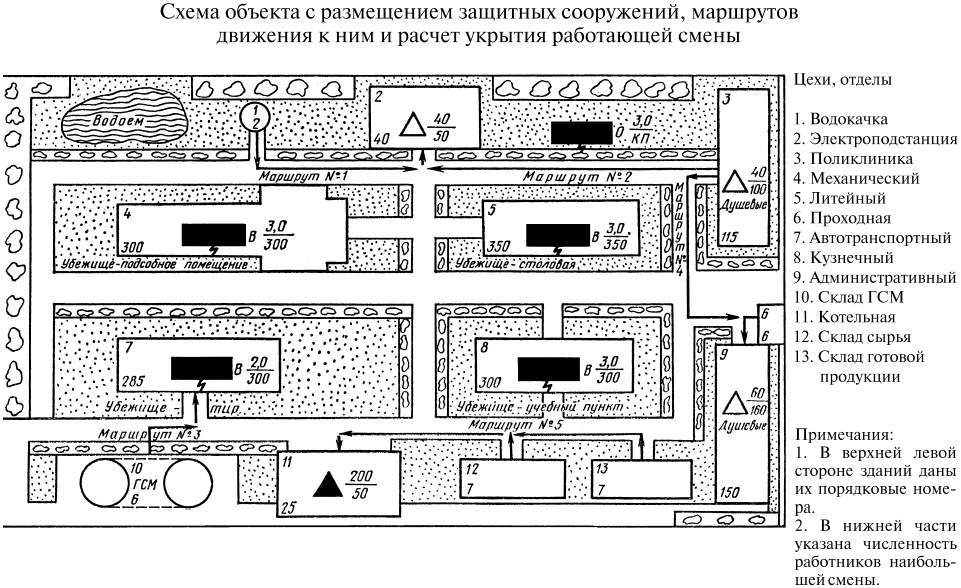 Схема объекта с размещением защитных сооружений, маршрутов
движения к ним и расчет укрытия работающей смены
Водоем
1
2
2
40
40
50
О 3,0
КП
3
40
100
Душевые
115
Маршрут №1
Маршрут №2
Маршрут №4
4
300
В 3,0
300
Убежище-подсобное помещение
5
350
В 3,0
350
Убежище-столовая
6
6
7
285
В 2,0
300
Убежище тир
8
300
В 3,0
300
Убежище-учебный пункт
9
60
160
Душевые
150
Маршрут №3
Маршрут №5
10
ГСМ
6
11
25
200
50
12
7
13
7
Цехи, отделы
1. Водокачка
2. Электроподстанция
3. Поликлиника
4. Механический
5. Литейный
6. Проходная
7. Автотранспортный
8. Кузнечный
9. Административный
10. Склад ГСМ
11. Котельная
12. Склад сырья
13. Склад готовой
продукции
Примечания:
1. В верхней левой
стороне зданий даны
их порядковые номе-
ра.
2. В нижней части
указана численность
работников наиболь-
шей смены.